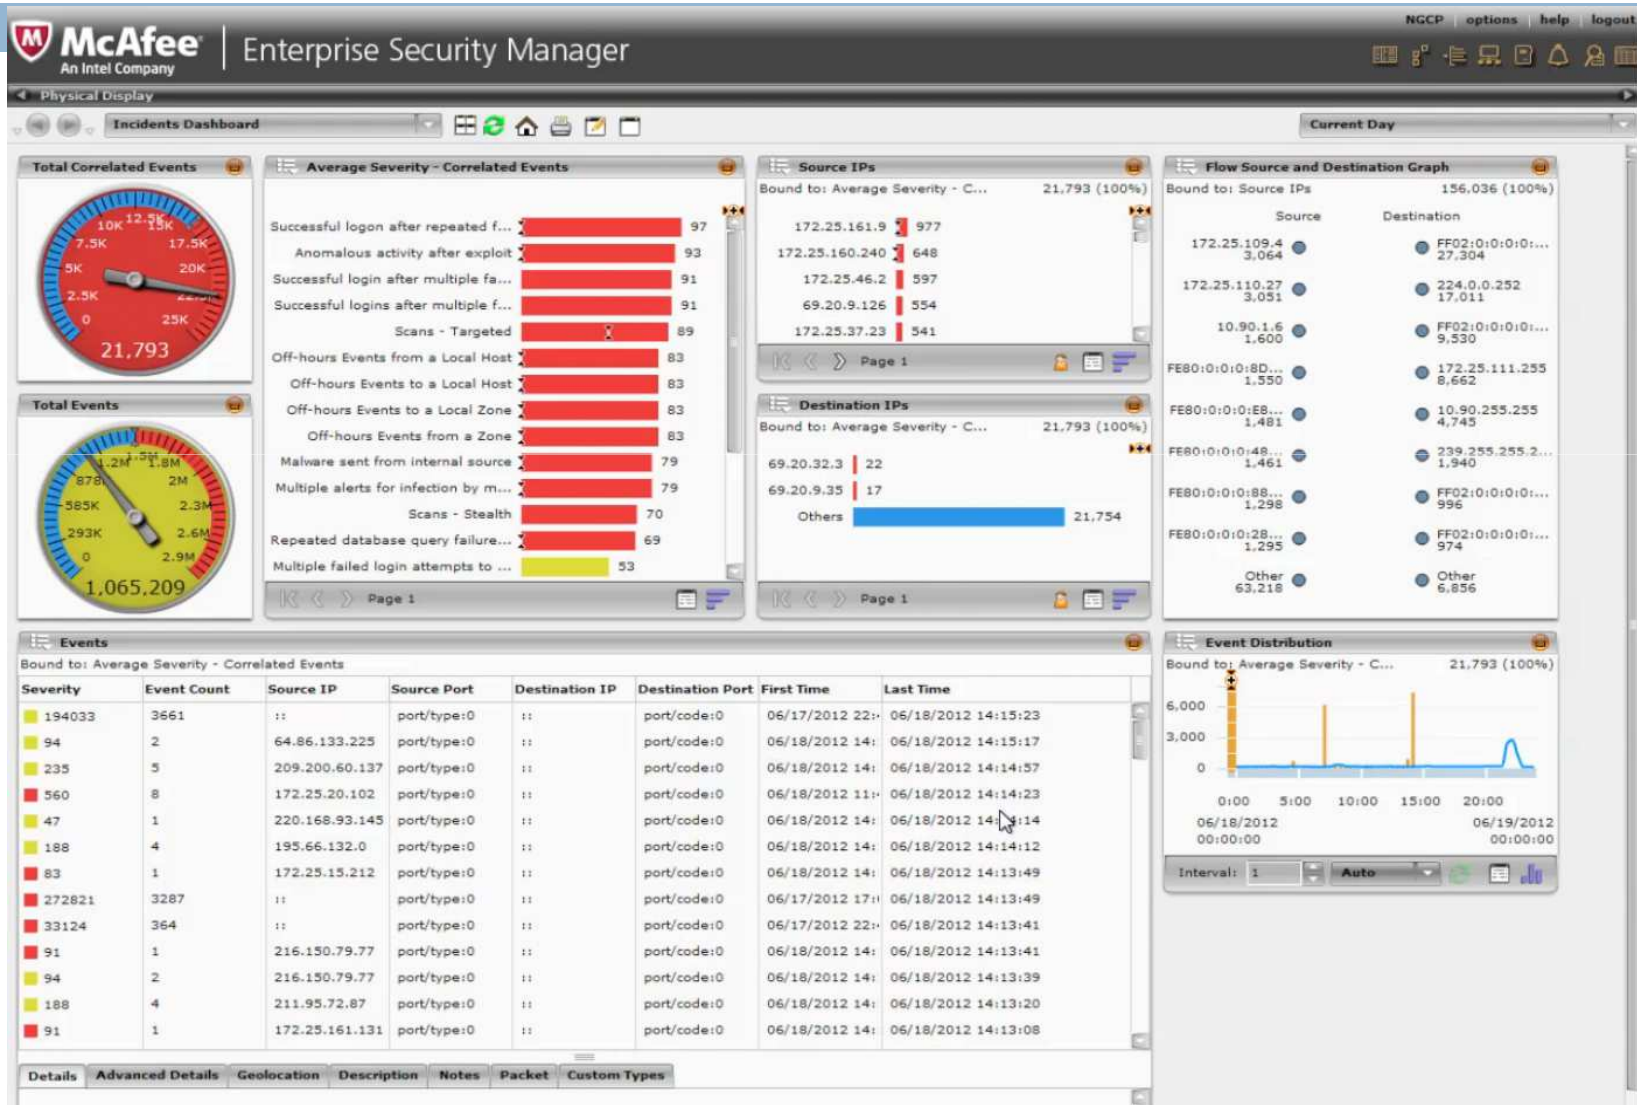 NGCP options help logout
McAfee
An Intel Company
Enterprise Security Manager
Physical Display
Incidents Dashboard
Current Day
Total Correlated Events
0 2.5K 5K 7.5K 10K 12.5K 15K 17.5K 20K 25K
21,793
Total Events
0 293K 585K 878K 1.2M 1.5M 1.8M 2M 2.3M 2.6M 2.9M
1,065,209
Average Severity - Correlated Events
Successful logon after repeated f... 97
Anomalous activity after exploit 93
Successful login after multiple fa... 91
Successful logins after multiple f... 91
Scans - Targeted 89
Off-hours Events from a Local Host 83
Off-hours Events to a Local Host 83
Off-hours Events to a Local Zone 83
Off-hours Events from a Zone 83
Malware sent from internal source 79
Multiple alerts for infection by m... 79
Scans - Stealth 70
Repeated database query failure... 69
Multiple failed login attempts to ... 53
Page 1
Source IPs
Bound to: Average Severity - C... 21,793 (100%)
172.25.161.9 977
172.25.160.240 648
172.25.46.2 597
69.20.9.126 554
172.25.37.23 541
Page 1
Destination IPs
Bound to: Average Severity - C... 21,793 (100%)
69.20.32.3 22
69.20.9.35 17
Others 21,754
Page 1
Flow Source and Destination Graph
Bound to: Source IPs 156,036 (100%)
Source Destination
172.25.109.4 FF02:0:0:0:0:...
3,064 27,304
172.25.110.27 224.0.0.252
3,051 17,011
10.90.1.6 FF02:0:0:0:0:...
1,600 9,530
FE80:0:0:0:8D... 172.25.111.255
1,550 8,662
FE80:0:0:0:E8... 10.90.255.255
1,481 4,745
FE80:0:0:0:48... 239.255.255.2...
1,461 1,940
FE80:0:0:0:88... FF02:0:0:0:0:...
1,298 996
FE80:0:0:0:28... FF02:0:0:0:0:...
1,295 974
Other Other
63,218 6,856
Events
Bound to: Average Severity - Correlated Events
Severity Event Count Source IP Source Port Destination IP Destination Port First Time Last Time
194033 3661 :: port/type:0 :: port/code:0 06/17/2012 22: 06/18/2012 14:15:23
94 2 64.86.133.225 port/type:0 :: port/code:0 06/18/2012 14: 06/18/2012 14:15:17
235 5 209.200.60.137 port/type:0 :: port/code:0 06/18/2012 14: 06/18/2012 14:14:57
560 8 172.25.20.102 port/type:0 :: port/code:0 06/18/2012 11: 06/18/2012 14:14:23
47 1 220.168.93.145 port/type:0 :: port/code:0 06/18/2012 14: 06/18/2012 14:14:14
188 4 195.66.132.0 port/type:0 :: port/code:0 06/18/2012 14: 06/18/2012 14:14:12
83 1 172.25.15.212 port/type:0 :: port/code:0 06/18/2012 14: 06/18/2012 14:13:49
272821 3287 :: port/type:0 :: port/code:0 06/17/2012 17: 06/18/2012 14:13:49
33124 364 :: port/type:0 :: port/code:0 06/17/2012 22: 06/18/2012 14:13:41
91 1 216.150.79.77 port/type:0 :: port/code:0 06/18/2012 14: 06/18/2012 14:13:41
94 2 216.150.79.77 port/type:0 :: port/code:0 06/18/2012 14: 06/18/2012 14:13:39
188 4 211.95.72.87 port/type:0 :: port/code:0 06/18/2012 14: 06/18/2012 14:13:20
91 1 172.25.161.131 port/type:0 :: port/code:0 06/18/2012 14: 06/18/2012 14:13:08
Details Advanced Details Geolocation Description Notes Packet Custom Types
Event Distribution
Bound to: Average Severity - C... 21,793 (100%)
6,000
3,000
0
0:00 5:00 10:00 15:00 20:00
06/18/2012 06/19/2012
00:00:00 00:00:00
Interval: 1 Auto